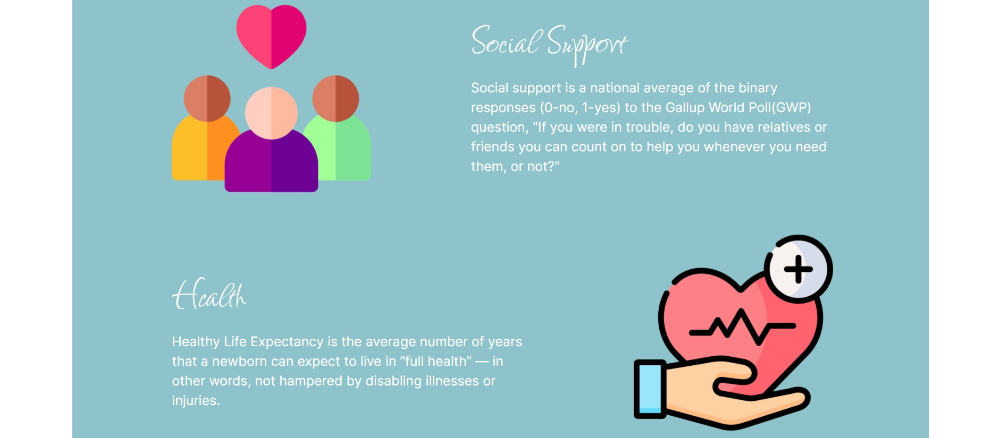 Social Support
Social support is a national average of the binary
responses (0-no, 1-yes) to the Gallup World Poll(GWP)
question, "If you were in trouble, do you have relatives or
friends you can count on to help you whenever you need
them, or not?"
Health
Healthy Life Expectancy is the average number of years
that a newborn can expect to live in “full health” — in
other words, not hampered by disabling illnesses or
injuries.